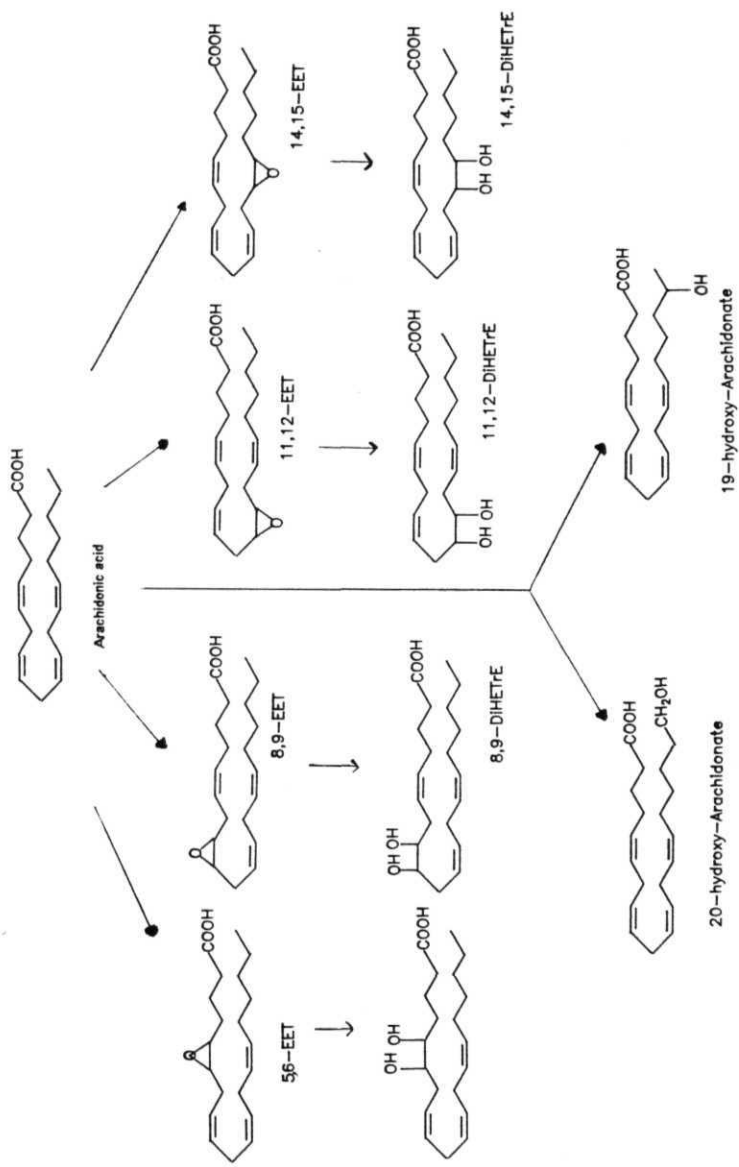 COOH
Arachidonic acid
COOH
O
5,6-EET
COOH
O
8,9-EET
COOH
O
11,12-EET
COOH
O
14,15-EET
COOH
OH OH
COOH
OH OH
8,9-DiHETrE
COOH
OH OH
11,12-DiHETrE
COOH
OH OH
14,15-DiHETrE
COOH
CH₂OH
20-hydroxy-Arachidonate
COOH
OH
19-hydroxy-Arachidonate